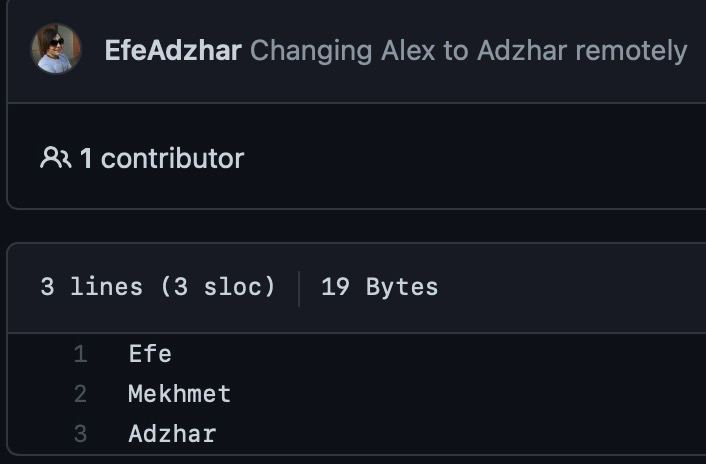 EfeAdzhar Changing Alex to Adzhar remotely
1 contributor
3 lines (3 sloc) 19 Bytes
1 Efe
2 Mekhmet
3 Adzhar